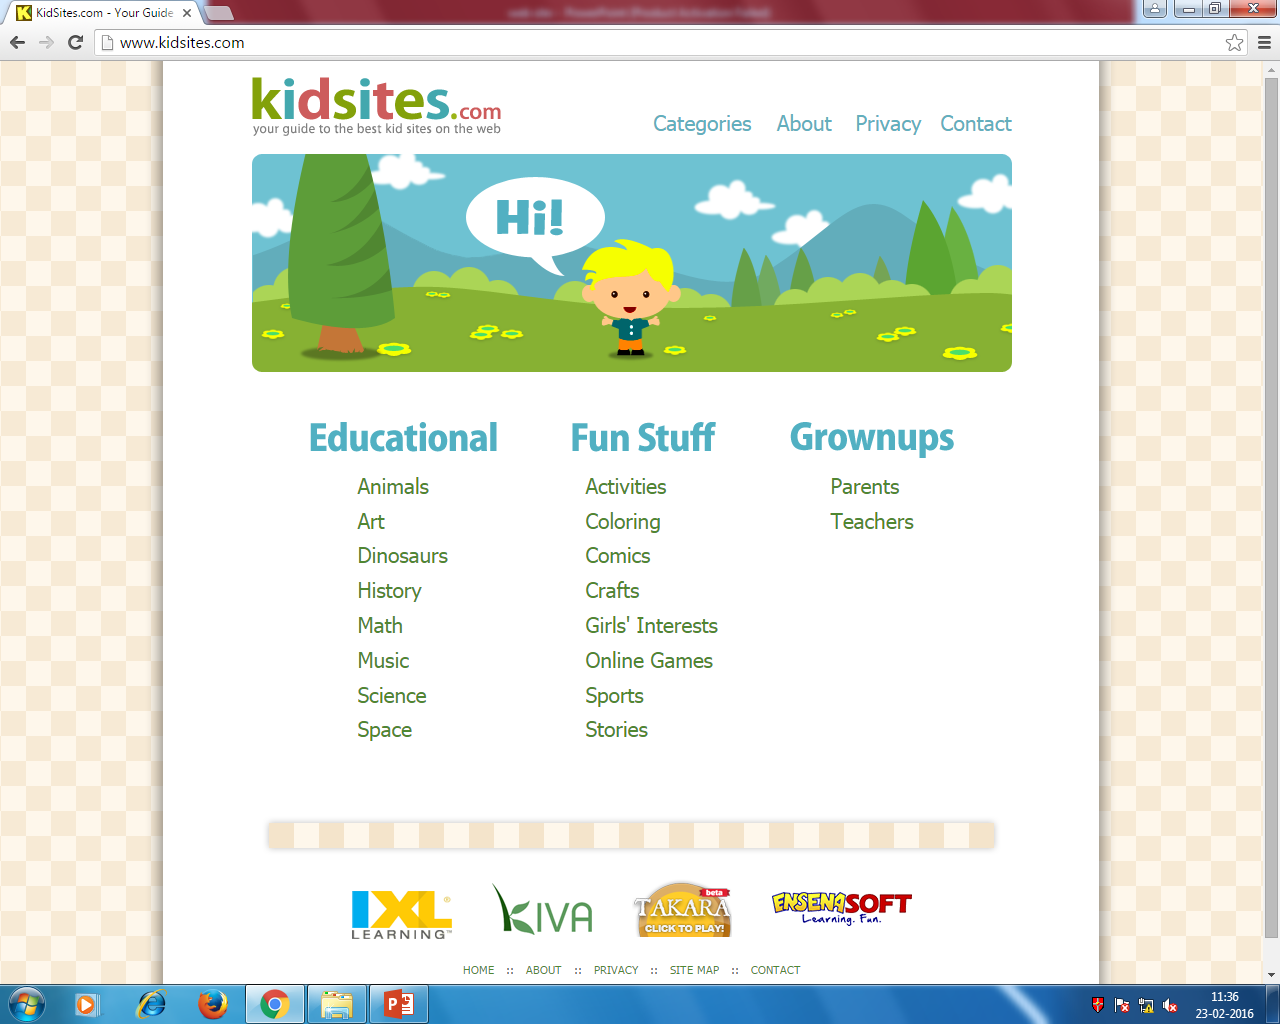 KidSites.com - Your Guide
www.kidsites.com
kidsites.com
your guide to the best kid sites on the web
Categories About Privacy Contact
Hi!
Educational
Animals
Art
Dinosaurs
History
Math
Music
Science
Space
Fun Stuff
Activities
Coloring
Comics
Crafts
Girls' Interests
Online Games
Sports
Stories
Grownups
Parents
Teachers
IXL
LEARNING
KIVA
beta
TAKARA
CLICK TO PLAY!
ENSENASOFT
Learning. Fun.
HOME :: ABOUT :: PRIVACY :: SITE MAP :: CONTACT
11:36
23-02-2016